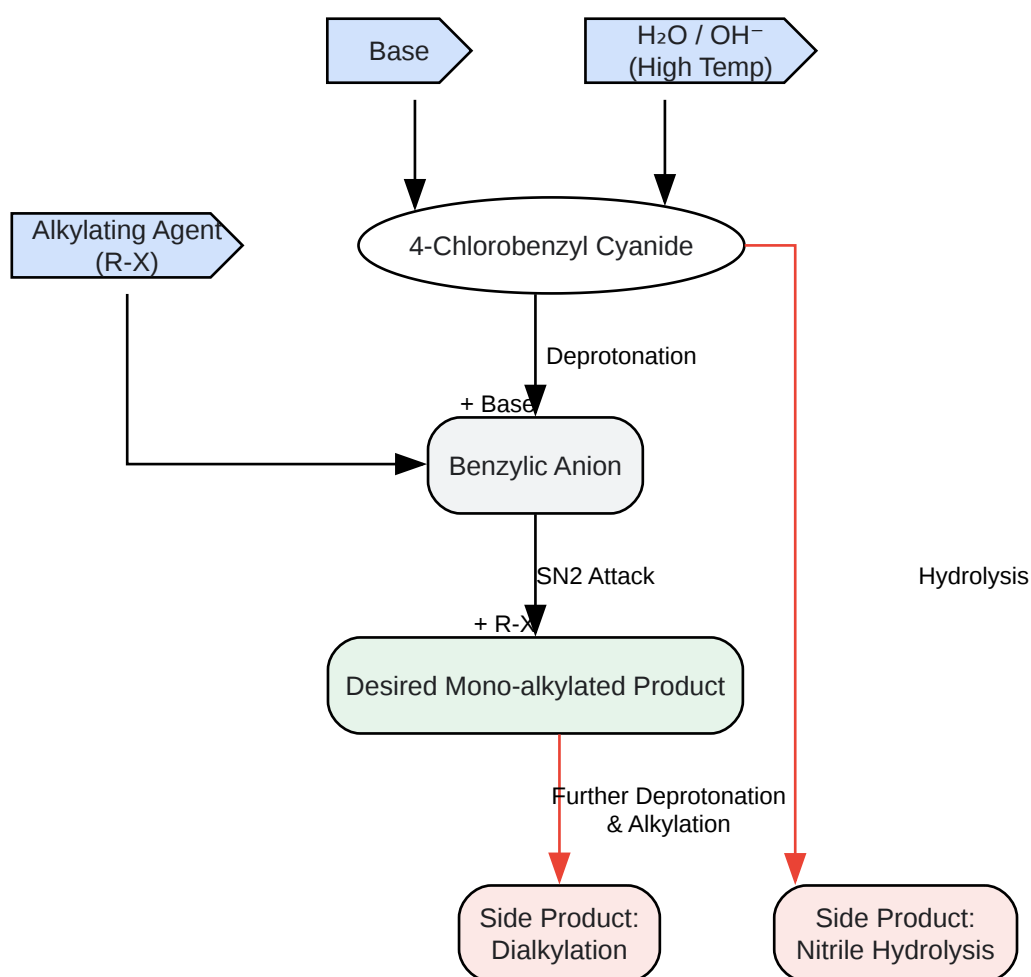 Base
H₂O / OH⁻
(High Temp)
Alkylating Agent
(R-X)
4-Chlorobenzyl Cyanide
Deprotonation
+ Base
Benzylic Anion
SN2 Attack
Hydrolysis
+ R-X
Desired Mono-alkylated Product
Further Deprotonation
& Alkylation
Side Product:
Dialkylation
Side Product:
Nitrile Hydrolysis